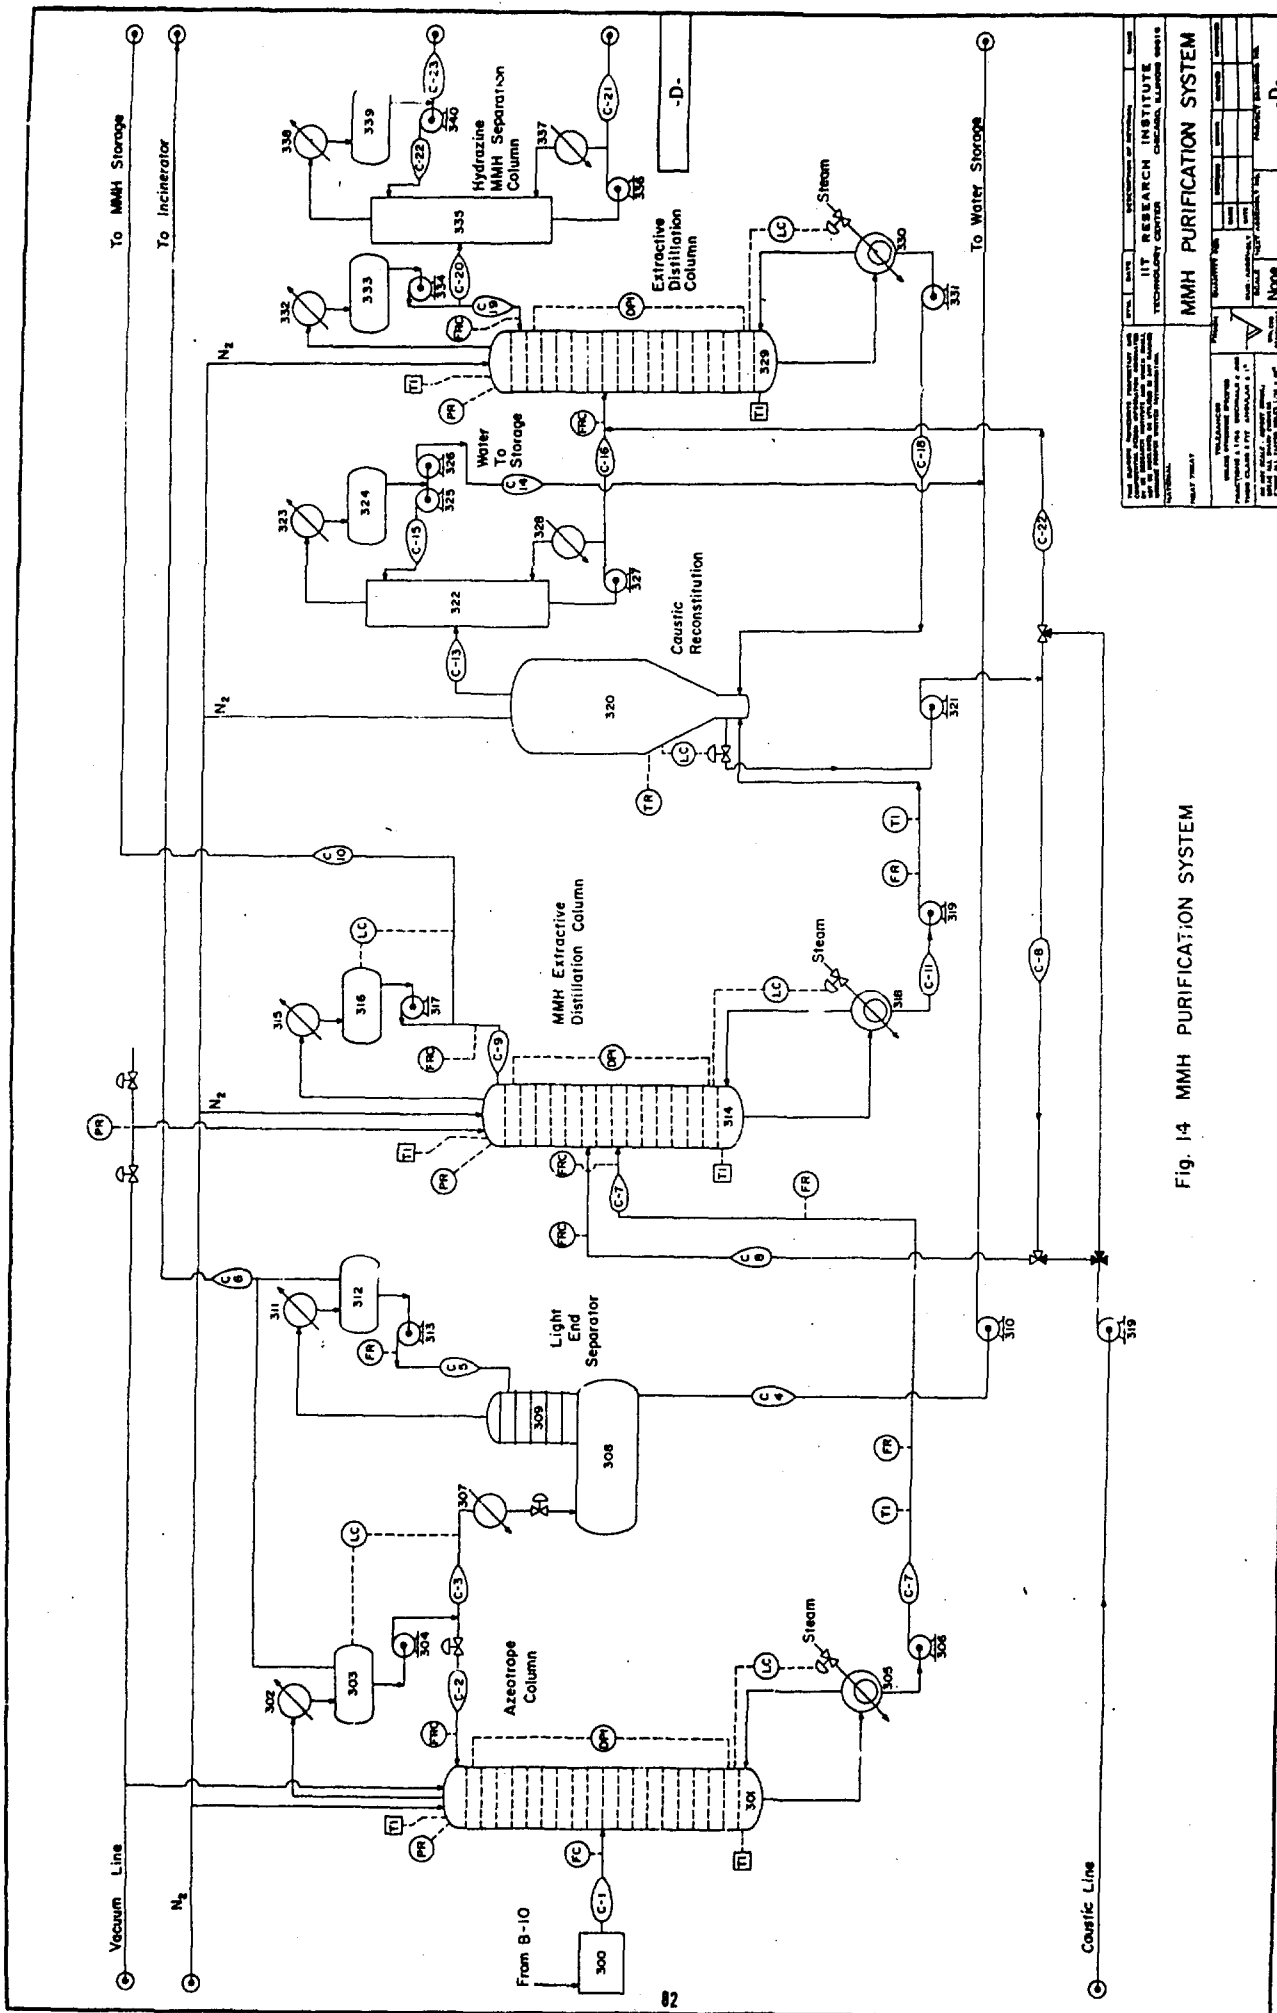 Vacuum Line
To MMH Storage
To Incinerator
N₂
N₂
N₂
N₂
From B-10
300
C-1
FC
301
TI
PR
TI
FRC
C-2
Azeotrope
Column
DPI
LC
Steam
305
306
C-7
TI
FR
302
303
304
LC
C-3
307
308
309
Light
End
Separator
C
4
310
C
5
FR
311
312
313
C
6
PR
TI
PR
FRC
FRC
C-7
FR
C
8
314
TI
DPI
MMH Extractive
Distillation Column
C-9
FRC
315
316
317
LC
C
10
LC
Steam
318
C-11
319
FR
TI
TR
LC
320
321
Caustic
Reconstitution
C-13
322
323
324
325
326
C-15
C
14
Water
To
Storage
327
328
C-16
FRC
C-18
C-22
C-8
329
TI
PR
TI
FRC
C
19
DPI
Extractive
Distillation
Column
LC
Steam
330
331
332
333
334
C-20
335
Hydrazine
MMH Separation
Column
336
337
338
339
340
C-22
C-23
C-21
To Water Storage
Caustic Line
319
-D-
Fig. 14 MMH PURIFICATION SYSTEM
IIT RESEARCH INSTITUTE
TECHNOLOGY CENTER CHICAGO, ILLINOIS 60616
MMH PURIFICATION SYSTEM
MATERIAL
HEAT TREAT
None
-D-
82